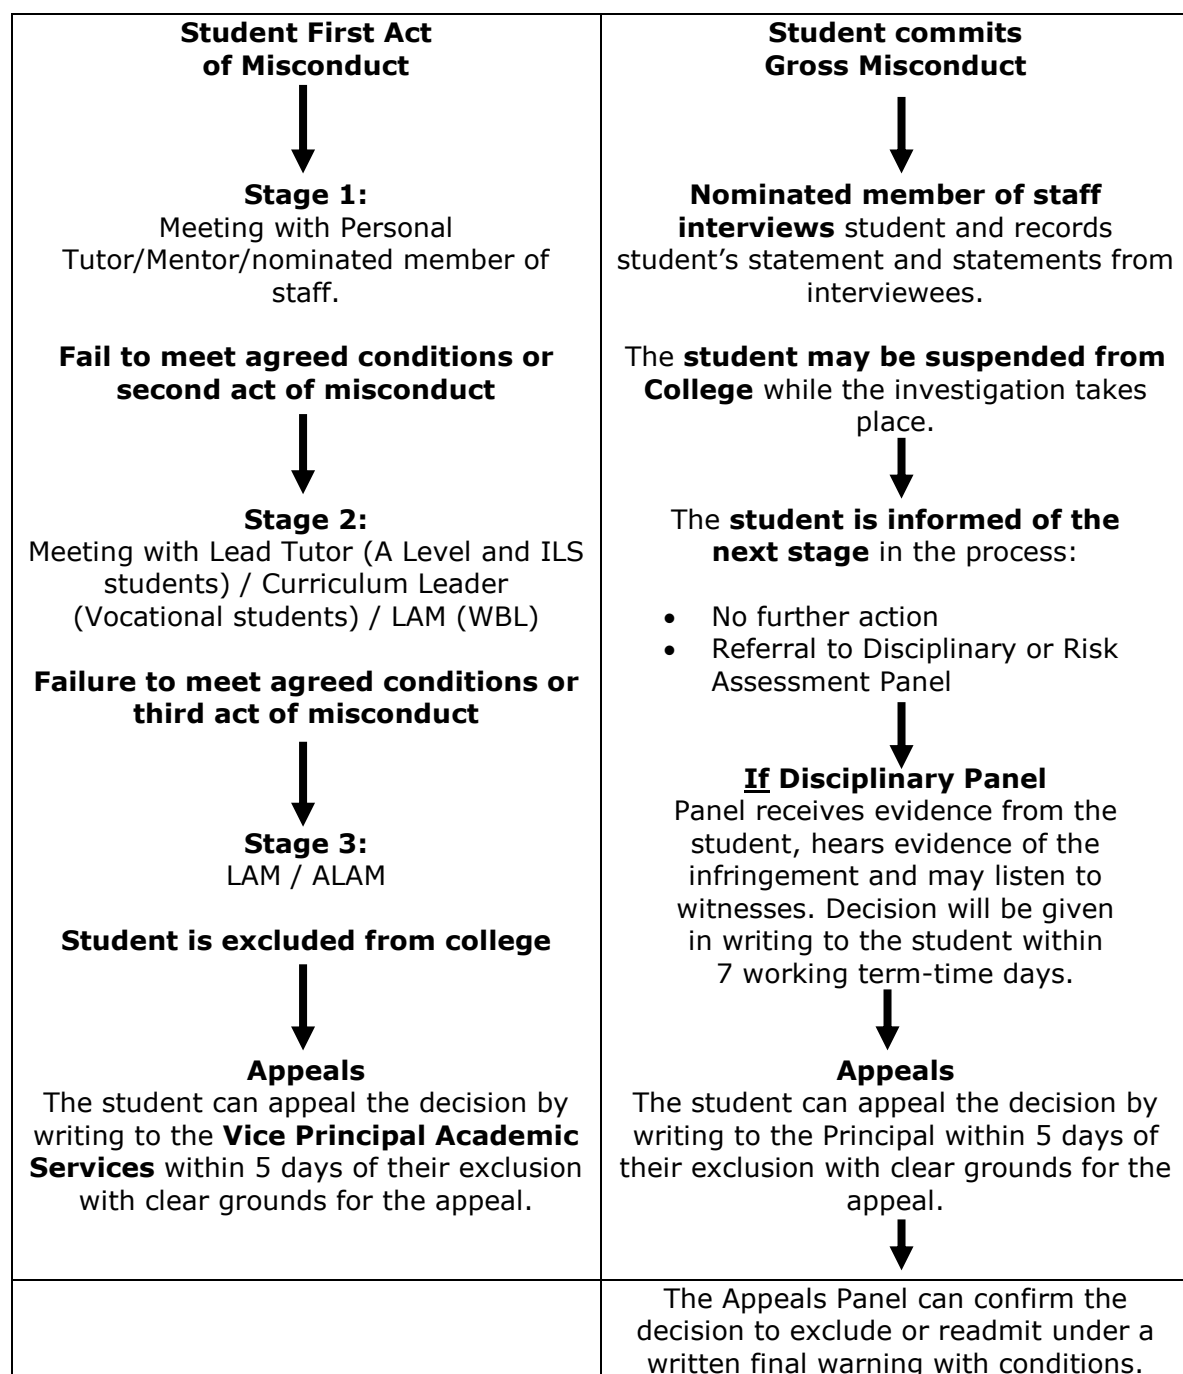 Student First Act
of Misconduct
Stage 1:
Meeting with Personal
Tutor/Mentor/nominated member of
staff.
Fail to meet agreed conditions or
second act of misconduct
Stage 2:
Meeting with Lead Tutor (A Level and ILS
students) / Curriculum Leader
(Vocational students) / LAM (WBL)
Failure to meet agreed conditions or
third act of misconduct
Stage 3:
LAM / ALAM
Student is excluded from college
Appeals
The student can appeal the decision by
writing to the Vice Principal Academic
Services within 5 days of their exclusion
with clear grounds for the appeal.
Student commits
Gross Misconduct
Nominated member of staff
interviews student and records
student’s statement and statements from
interviewees.
The student may be suspended from
College while the investigation takes
place.
The student is informed of the
next stage in the process:
• No further action
• Referral to Disciplinary or Risk
Assessment Panel
If Disciplinary Panel
Panel receives evidence from the
student, hears evidence of the
infringement and may listen to
witnesses. Decision will be given
in writing to the student within
7 working term-time days.
Appeals
The student can appeal the decision by
writing to the Principal within 5 days of
their exclusion with clear grounds for the
appeal.
The Appeals Panel can confirm the
decision to exclude or readmit under a
written final warning with conditions.